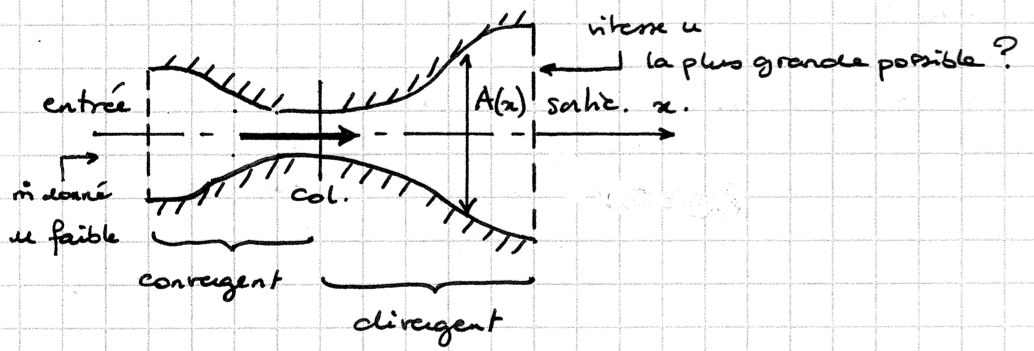 vitesse u
la plus grande possible ?
entrée
A(x)
sortie.
x.
ṁ donné
u faible
col.
convergent
divergent